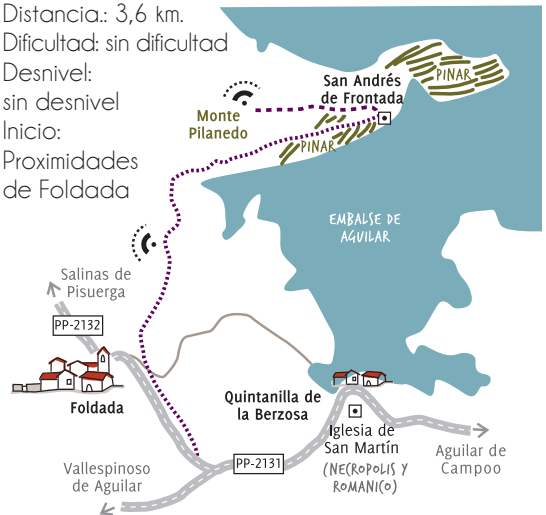 Distancia.: 3,6 km.
Dificultad: sin dificultad
Desnivel:
sin desnivel
Inicio:
Proximidades
de Foldada
PINAR
San Andrés
de Frontada
Monte
Pilanedo
PINAR
EMBALSE DE
AGUILAR
Salinas de
Pisuerga
PP-2132
Foldada
Quintanilla de
la Berzosa
Iglesia de
San Martín
(NECROPOLIS Y
ROMANICO)
Aguilar de
Campoo
PP-2131
Vallespinoso
de Aguilar